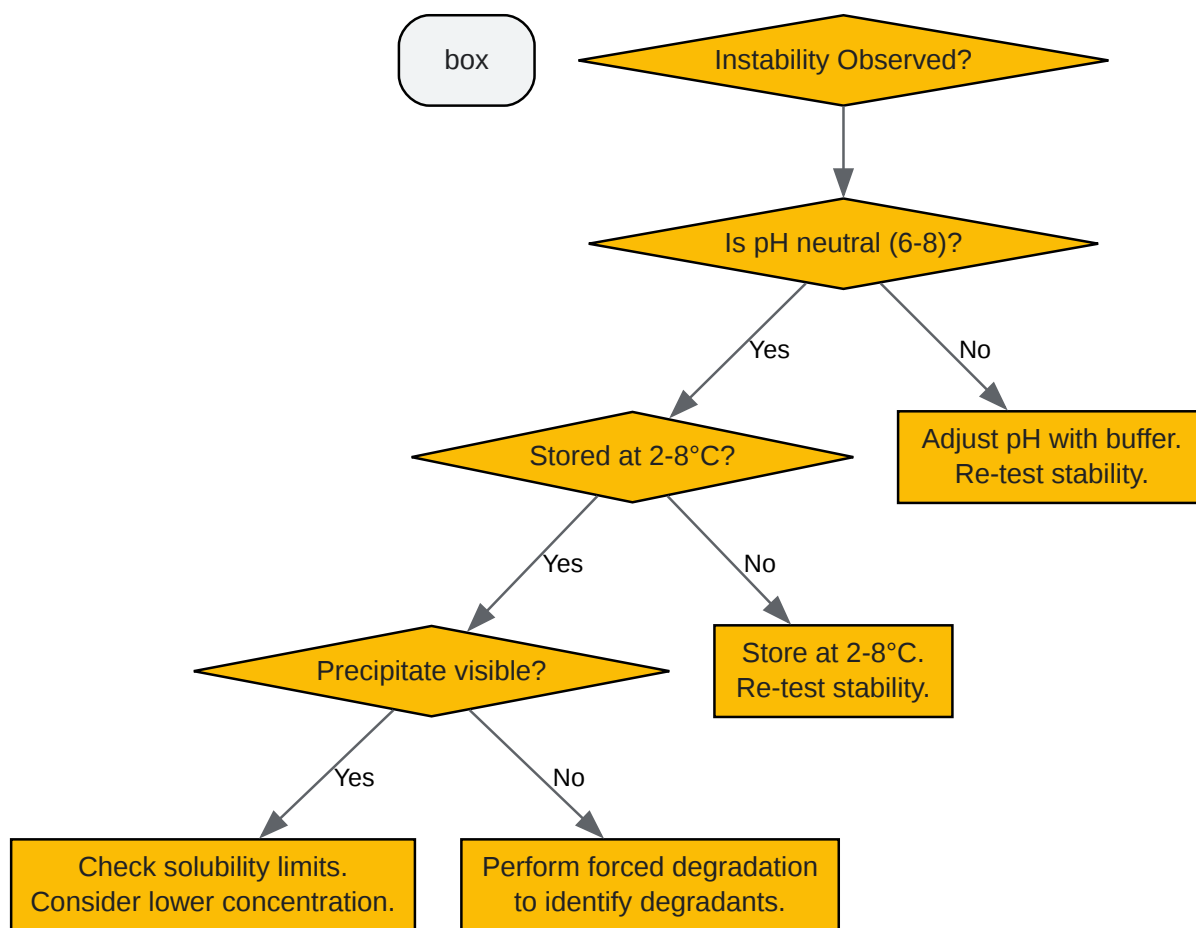 box
Instability Observed?
Is pH neutral (6-8)?
Yes
No
Adjust pH with buffer.
Re-test stability.
Stored at 2-8°C?
Yes
No
Store at 2-8°C.
Re-test stability.
Precipitate visible?
Yes
No
Check solubility limits.
Consider lower concentration.
Perform forced degradation
to identify degradants.